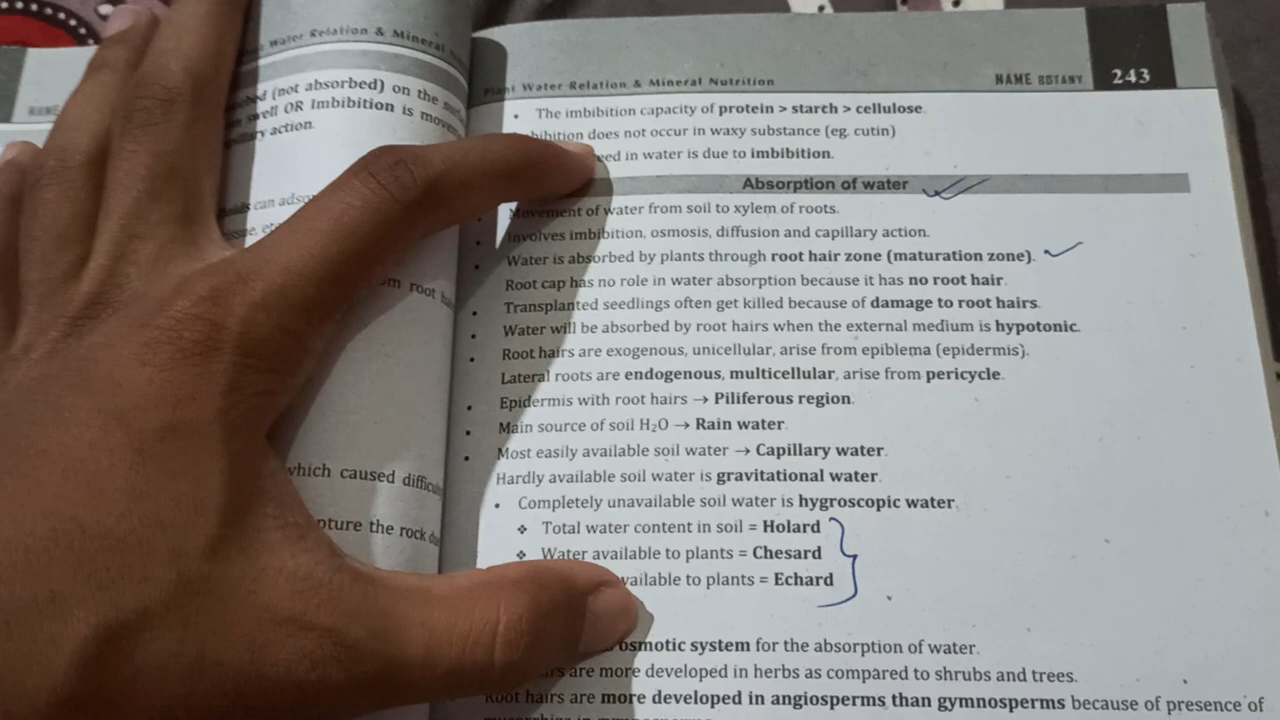 Water Relation & Mineral
(not absorbed) on the
swell OR Imbibition is
action.
can
etc
root
which caused
the rock
Plant Water Relation & Mineral Nutrition NAME BOTANY 243
• The imbibition capacity of protein > starch > cellulose.
does not occur in waxy substance (eg. cutin)
in water is due to imbibition.
Absorption of water
• Movement of water from soil to xylem of roots.
• Involves imbibition, osmosis, diffusion and capillary action.
• Water is absorbed by plants through root hair zone (maturation zone).
Root cap has no role in water absorption because it has no root hair.
• Transplanted seedlings often get killed because of damage to root hairs.
• Water will be absorbed by root hairs when the external medium is hypotonic.
• Root hairs are exogenous, unicellular, arise from epiblema (epidermis).
Lateral roots are endogenous, multicellular, arise from pericycle.
• Epidermis with root hairs → Piliferous region.
• Main source of soil H₂O → Rain water.
• Most easily available soil water → Capillary water.
Hardly available soil water is gravitational water.
• Completely unavailable soil water is hygroscopic water.
❖ Total water content in soil = Holard
❖ Water available to plants = Chesard
to plants = Echard
osmotic system for the absorption of water.
are more developed in herbs as compared to shrubs and trees.
Root hairs are more developed in angiosperms than gymnosperms because of presence of